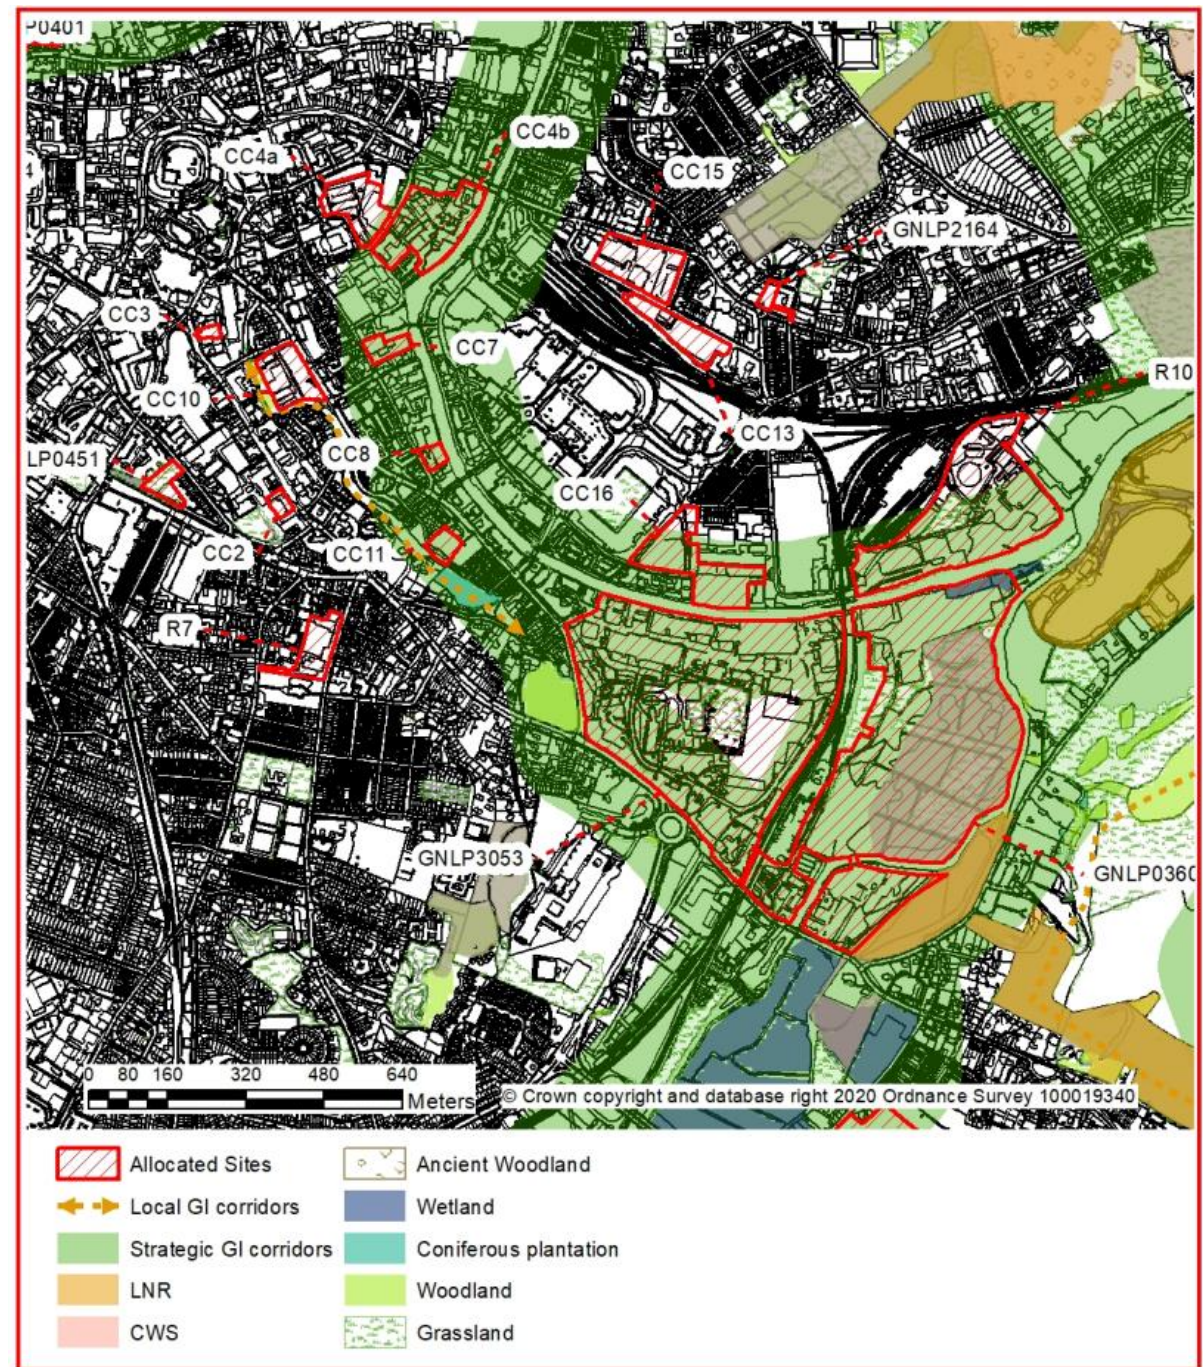 P0401
CC4a
CC4b
CC15
4
GNLP2164
CC3
CC7
R10
CC10
CC8
CC13
LP0451
CC16
CC2
CC11
R7
GNLP3053
GNLP0360
0 80 160 320 480 640
Meters
© Crown copyright and database right 2020 Ordnance Survey 100019340
Allocated Sites
Local GI corridors
Strategic GI corridors
LNR
CWS
Ancient Woodland
Wetland
Coniferous plantation
Woodland
Grassland